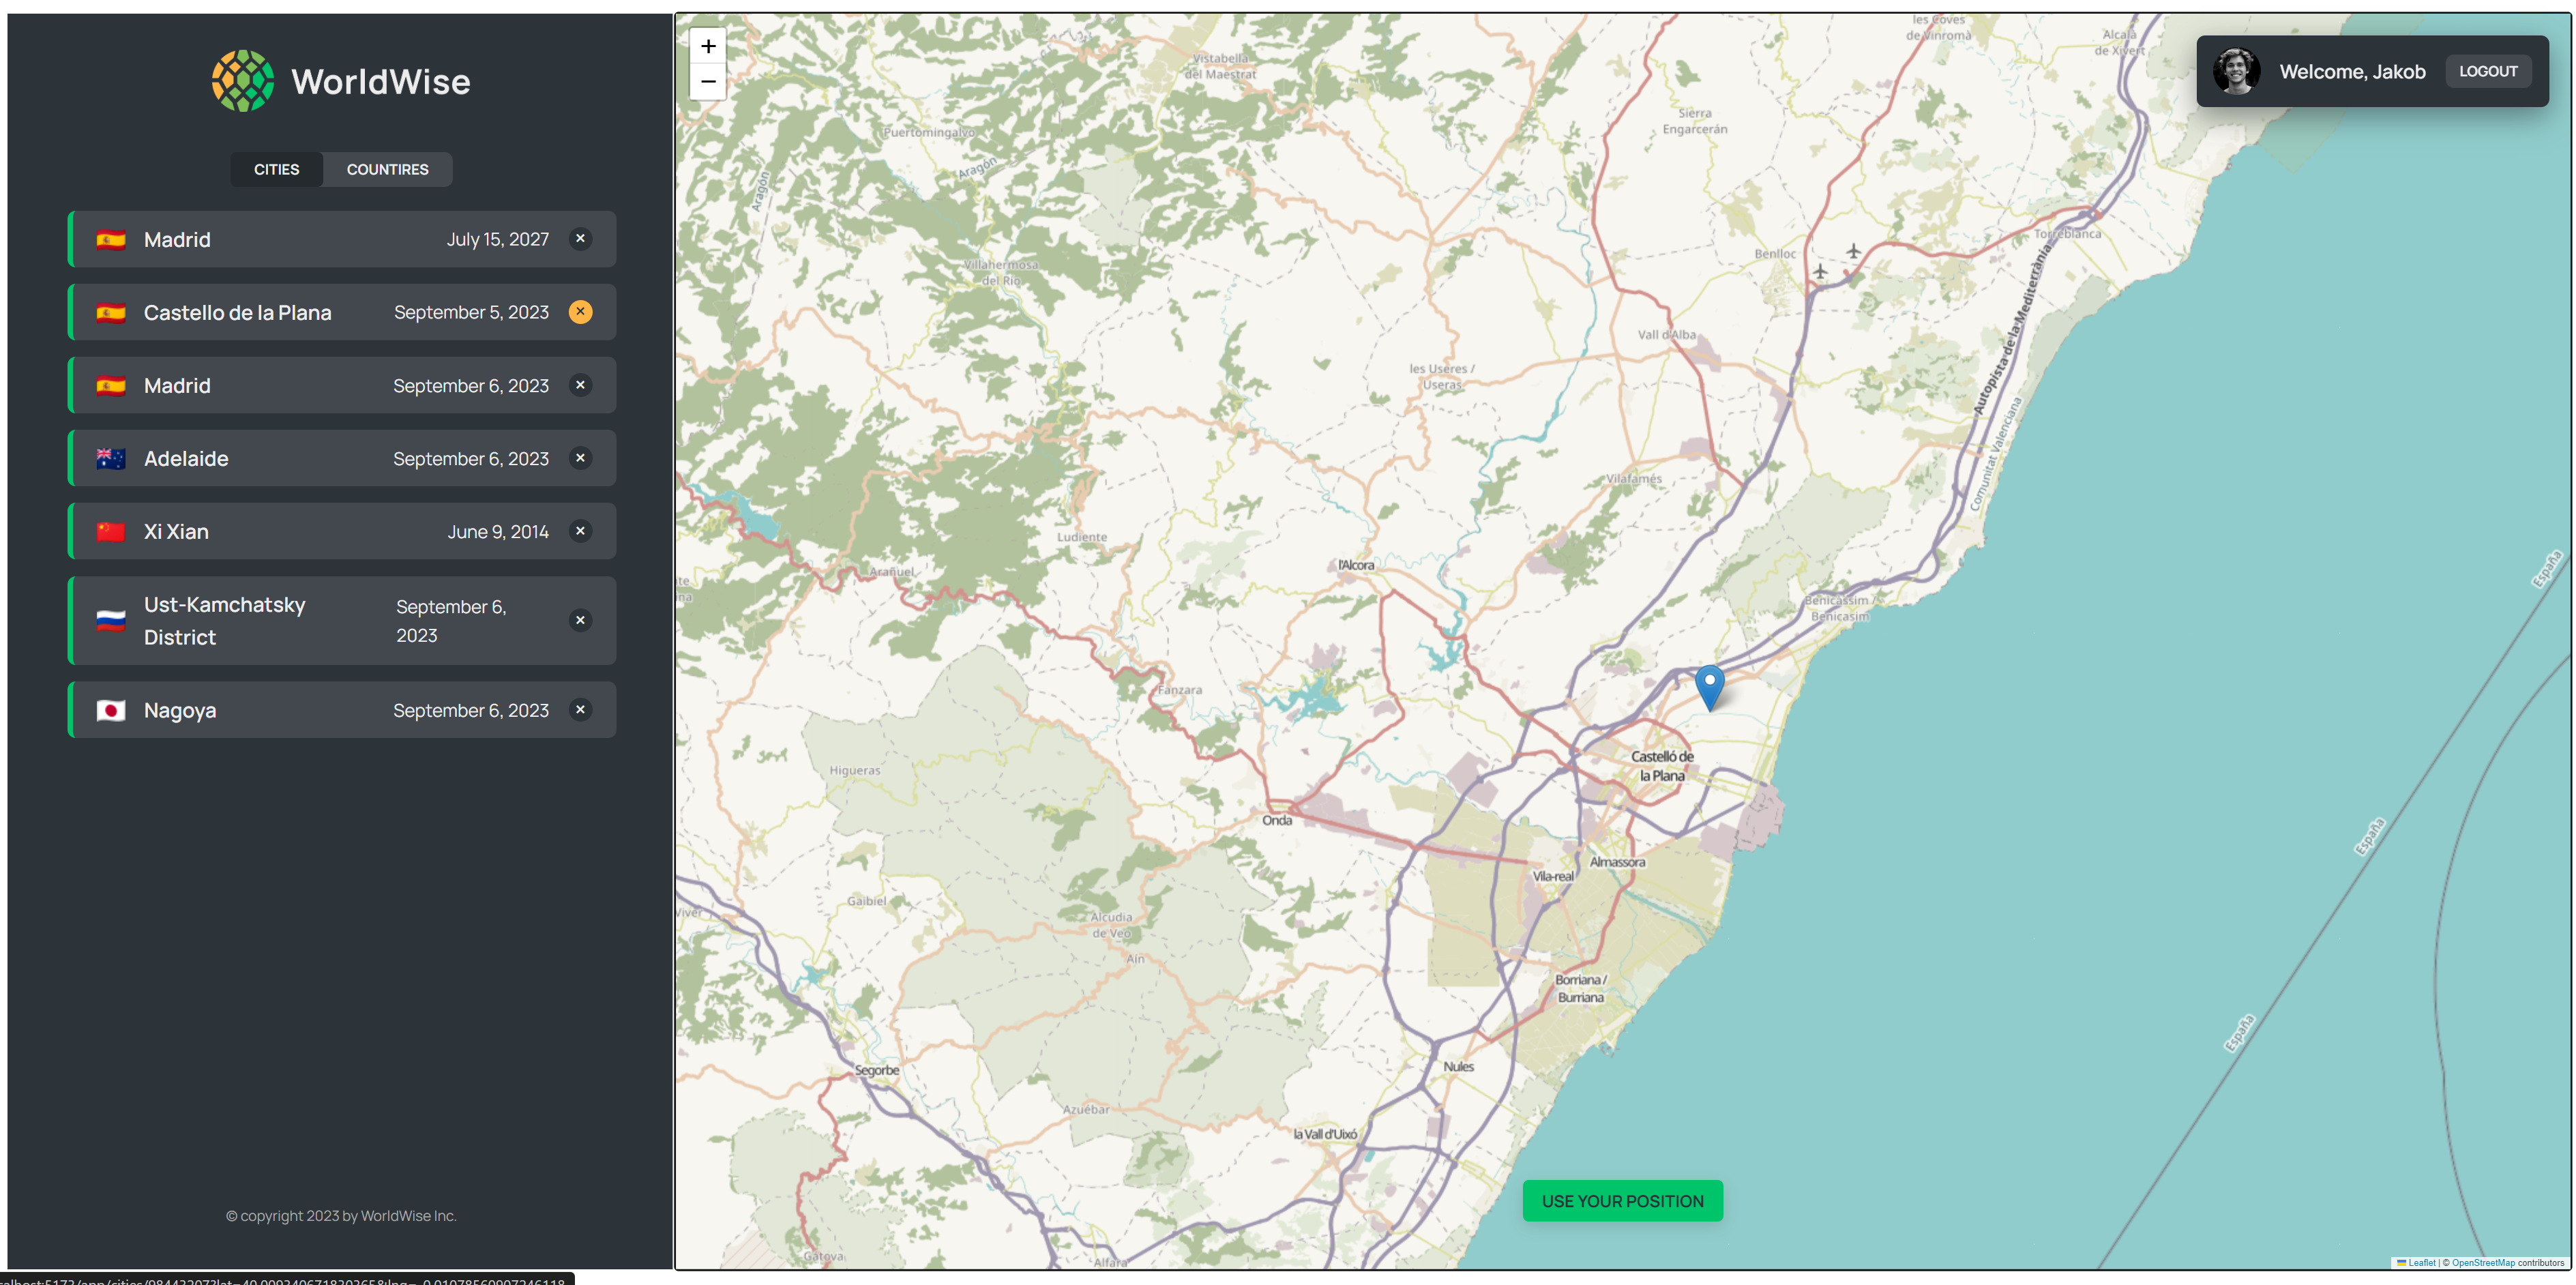 WorldWise
CITIES
COUNTIRES
Madrid
July 15, 2027
Castello de la Plana
September 5, 2023
Madrid
September 6, 2023
Adelaide
September 6, 2023
Xi Xian
June 9, 2014
Ust-Kamchatsky
District
September 6,
2023
Nagoya
September 6, 2023
© copyright 2023 by WorldWise Inc.
+
−
Welcome, Jakob
LOGOUT
les Coves
de Vinromà
Alcalà
de Xivert
Vistabella
del Maestrat
Sierra
Engarcerán
Puertomingalvo
Aragón
Aragón
Torreblanca
Benlloc
Villahermosa
del Río
Vall d'Alba
les Useres /
Useras
Autopista de la Mediterrània
Comunitat Valenciana
Vilafamés
Ludiente
l'Alcora
Arañuel
Benicàssim /
Benicasim
España
Fanzara
Castelló de
la Plana
Higueras
Onda
España
Almassora
Vila-real
Gaibiel
Viver
Alcudia
de Veo
Aín
Borriana /
Burriana
España
Segorbe
Nules
Azuébar
la Vall d'Uixó
USE YOUR POSITION
Gátova
Alfara
Leaflet | © OpenStreetMap contributors